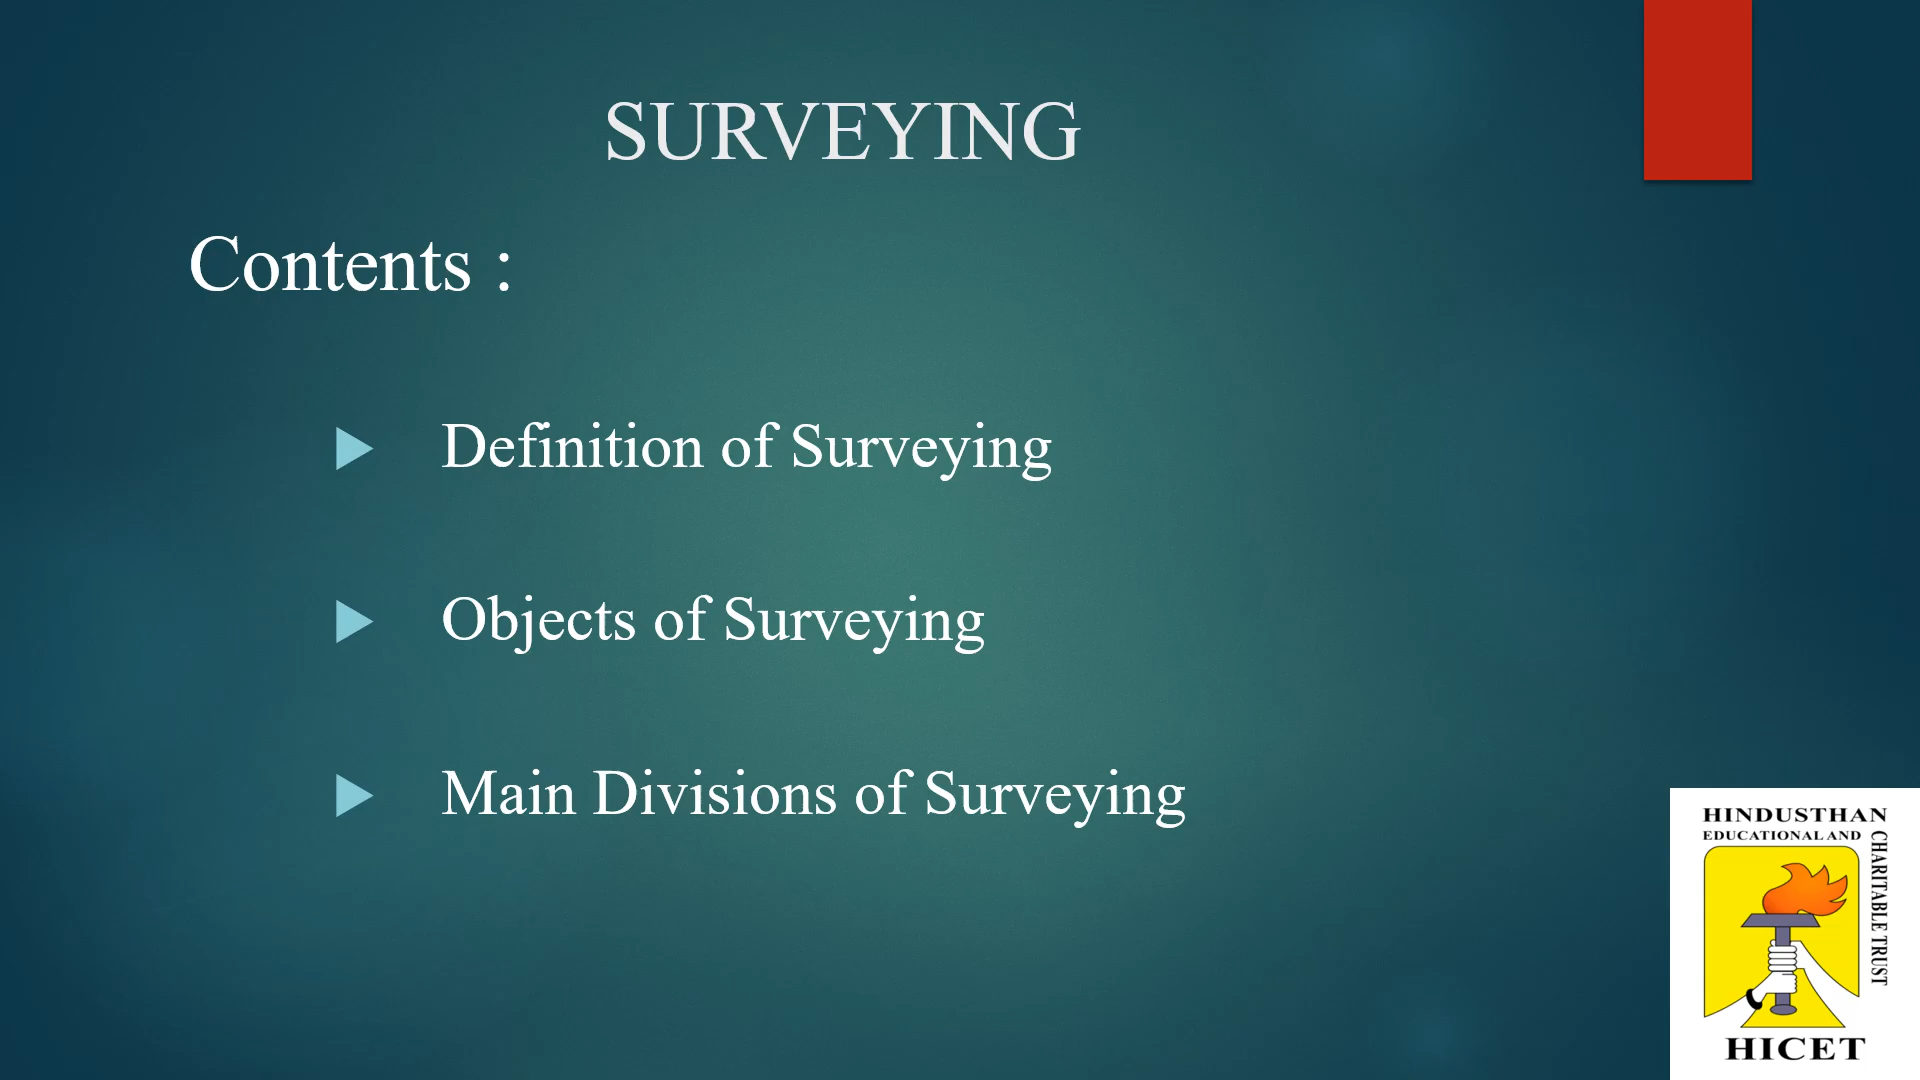 SURVEYING
Contents :
Definition of Surveying
Objects of Surveying
Main Divisions of Surveying
HINDUSTHAN
EDUCATIONAL AND
CHARITABLE TRUST
HICET